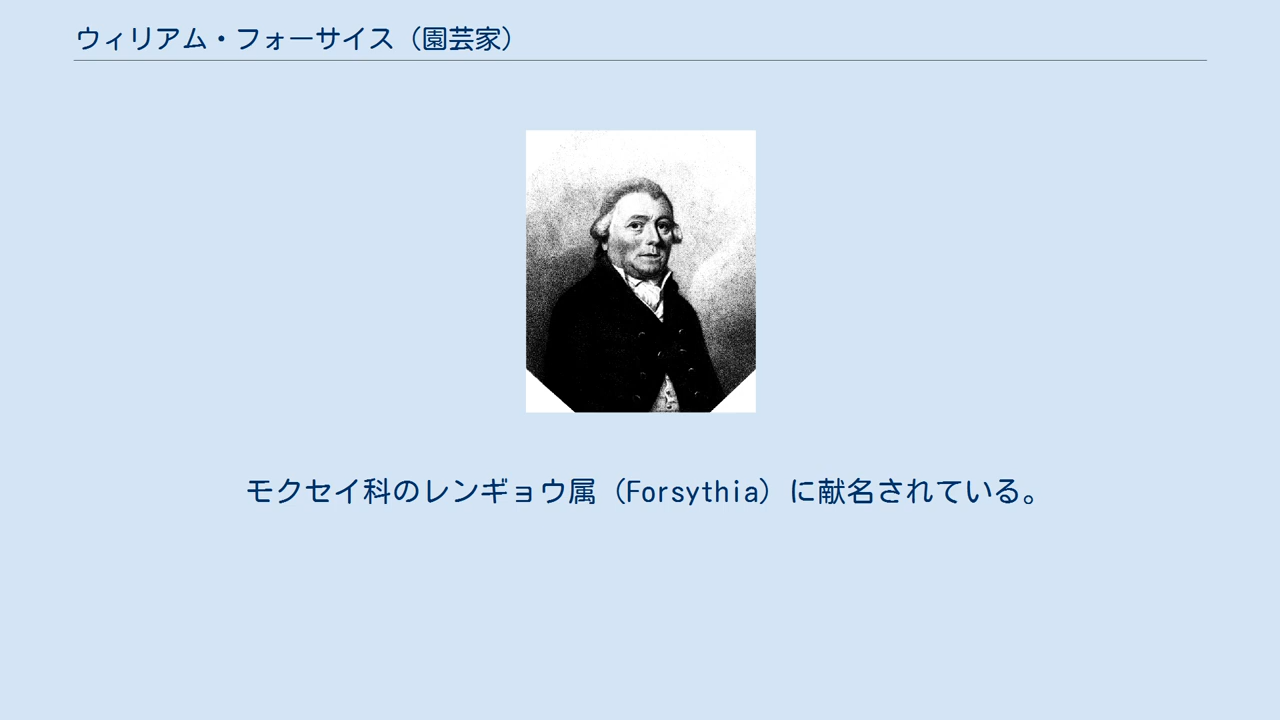 ウィリアム・フォーサイス（園芸家）
モクセイ科のレンギョウ属（Forsythia）に献名されている。